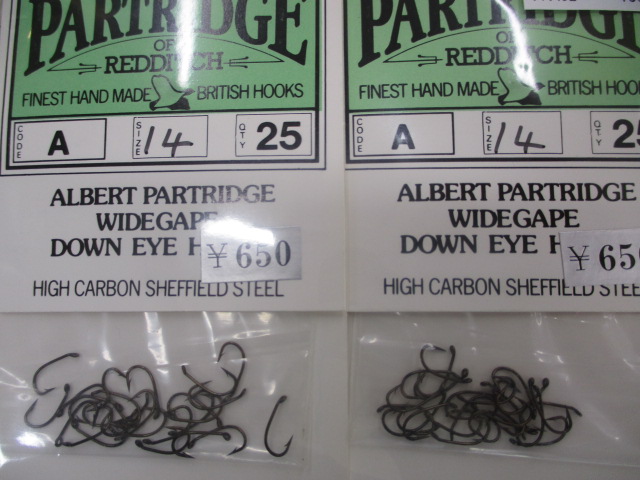 PARTRIDGE
OF
REDDITCH
FINEST HAND MADE BRITISH HOOKS
CODE A SIZE 14 QTY 25
ALBERT PARTRIDGE
WIDEGAPE
DOWN EYE H
¥650
HIGH CARBON SHEFFIELD STEEL
PARTRIDGE
OF
REDDITCH
FINEST HAND MADE BRITISH HOOKS
CODE A SIZE 14 QTY 25
ALBERT PARTRIDGE
WIDEGAPE
DOWN EYE H
¥650
HIGH CARBON SHEFFIELD STEEL